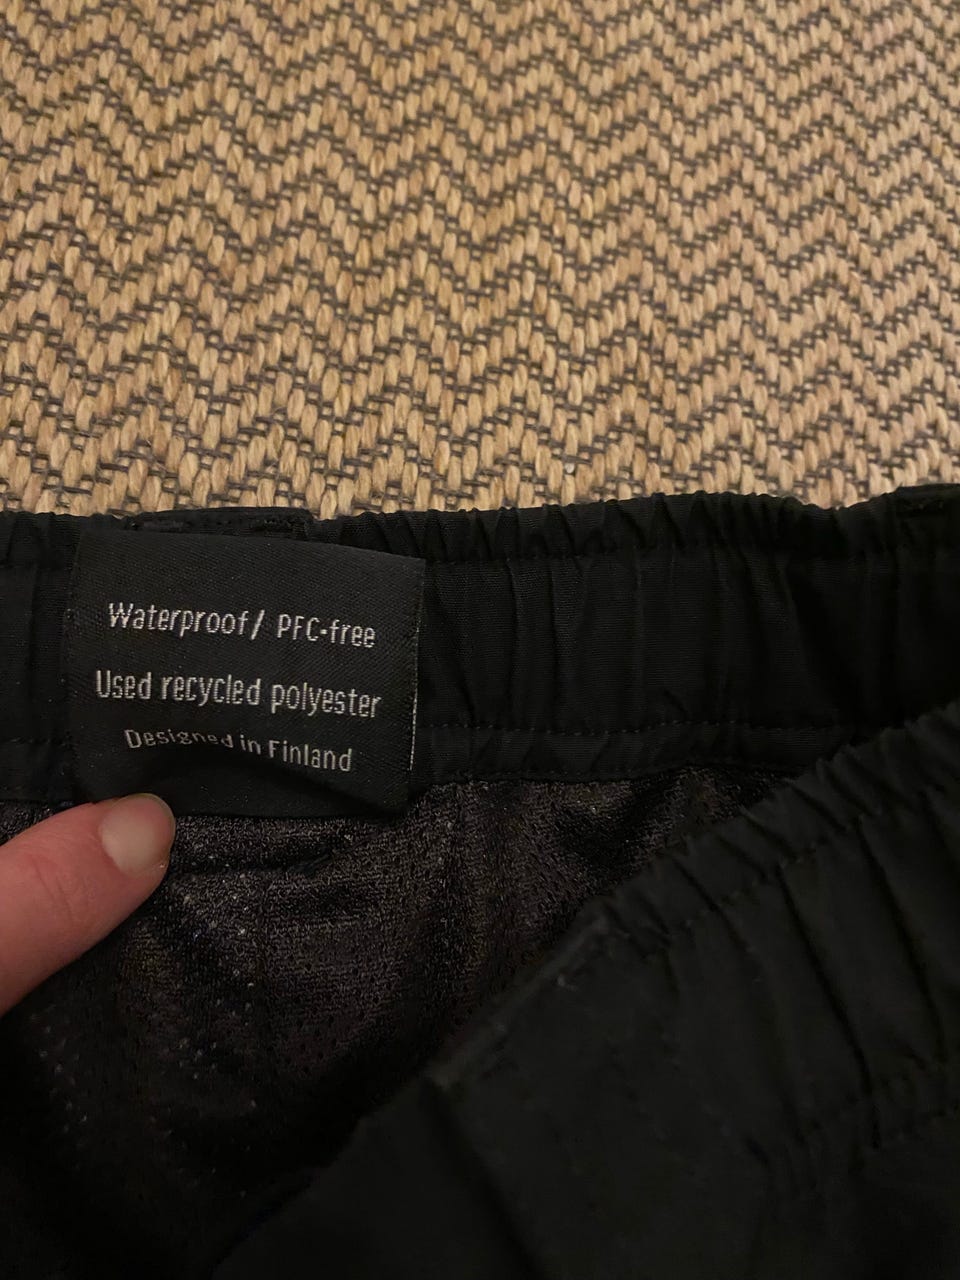 Waterproof/ PFC-free
Used recycled polyester
Designed in Finland